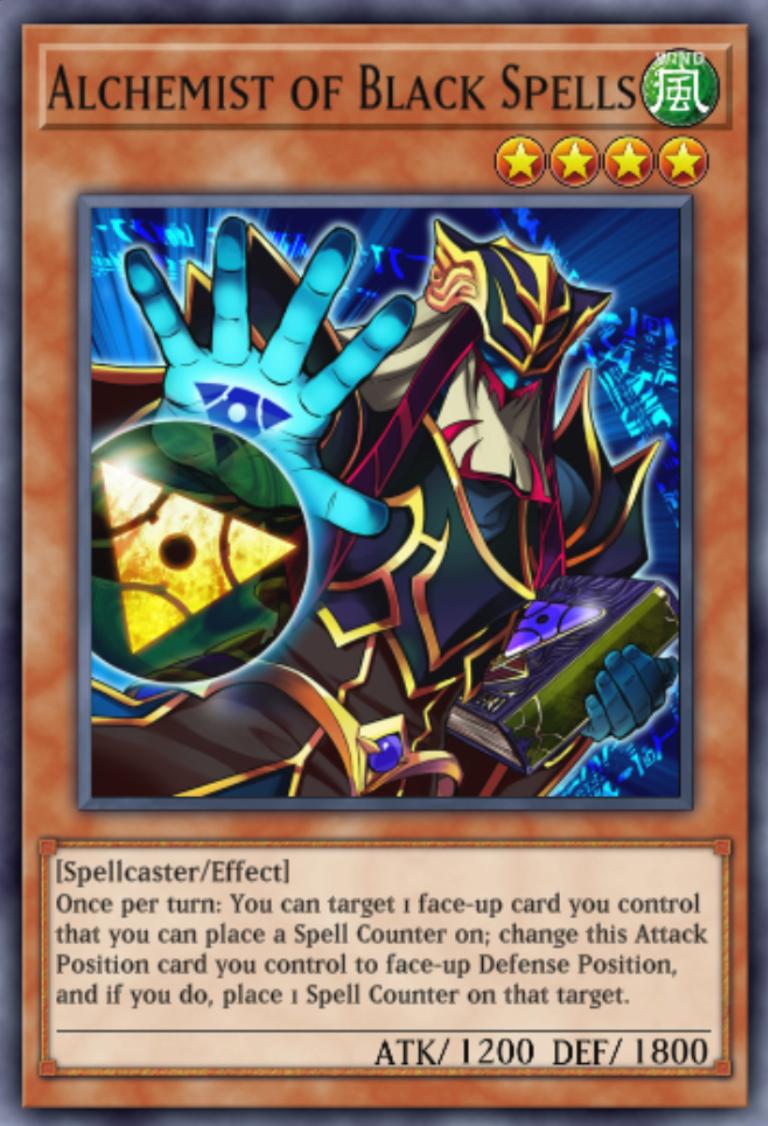 Alchemist of Black Spells
WIND
風
[Spellcaster/Effect]
Once per turn: You can target 1 face-up card you control
that you can place a Spell Counter on; change this Attack
Position card you control to face-up Defense Position,
and if you do, place 1 Spell Counter on that target.
ATK/ 1200 DEF/ 1800